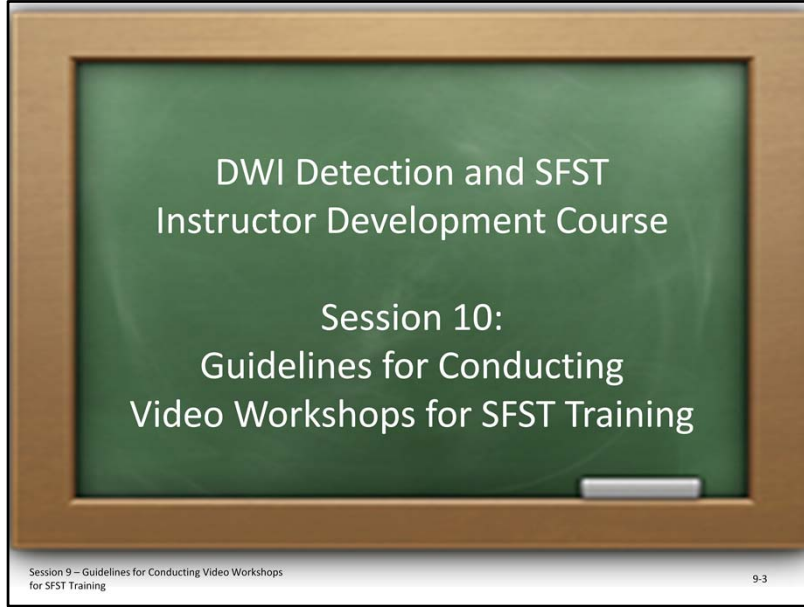 DWI Detection and SFST
Instructor Development Course
Session 10:
Guidelines for Conducting
Video Workshops for SFST Training
Session 9 – Guidelines for Conducting Video Workshops
for SFST Training
9-3